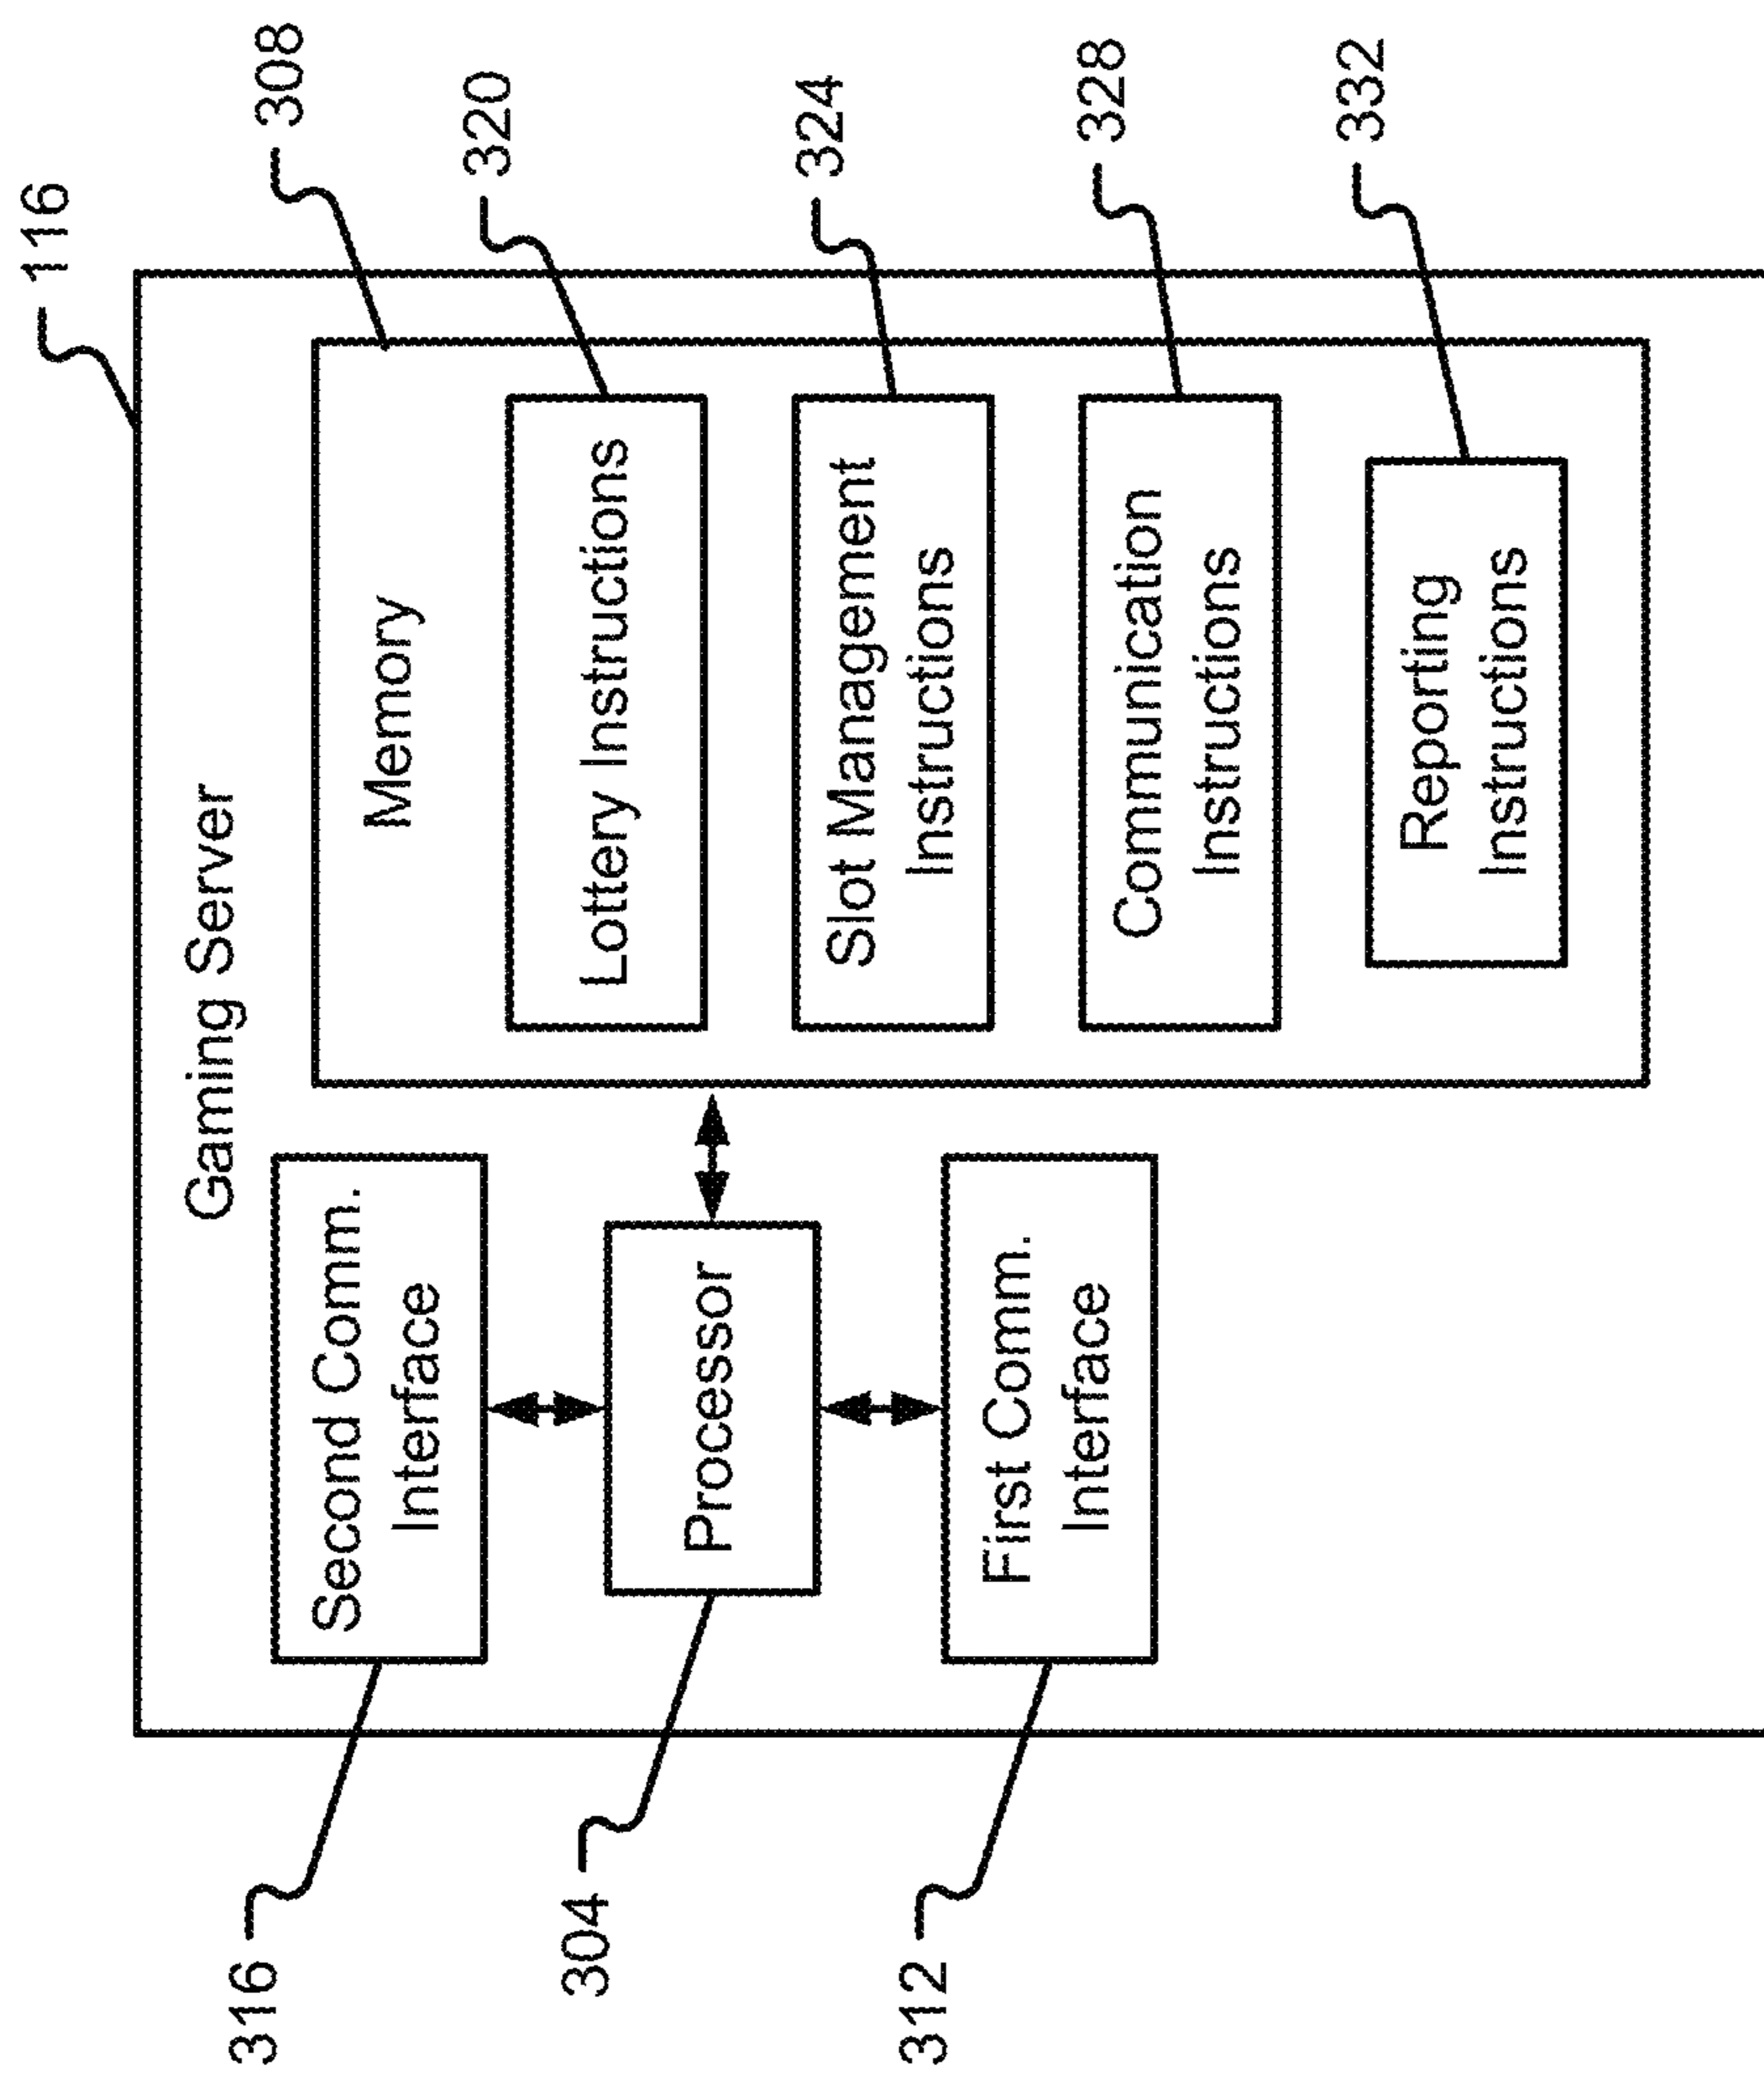 116
Gaming Server
316
Second Comm.
Interface
Memory
308
Lottery Instructions
320
304
Processor
Slot Management
Instructions
324
312
First Comm.
Interface
Communication
Instructions
328
Reporting
Instructions
332